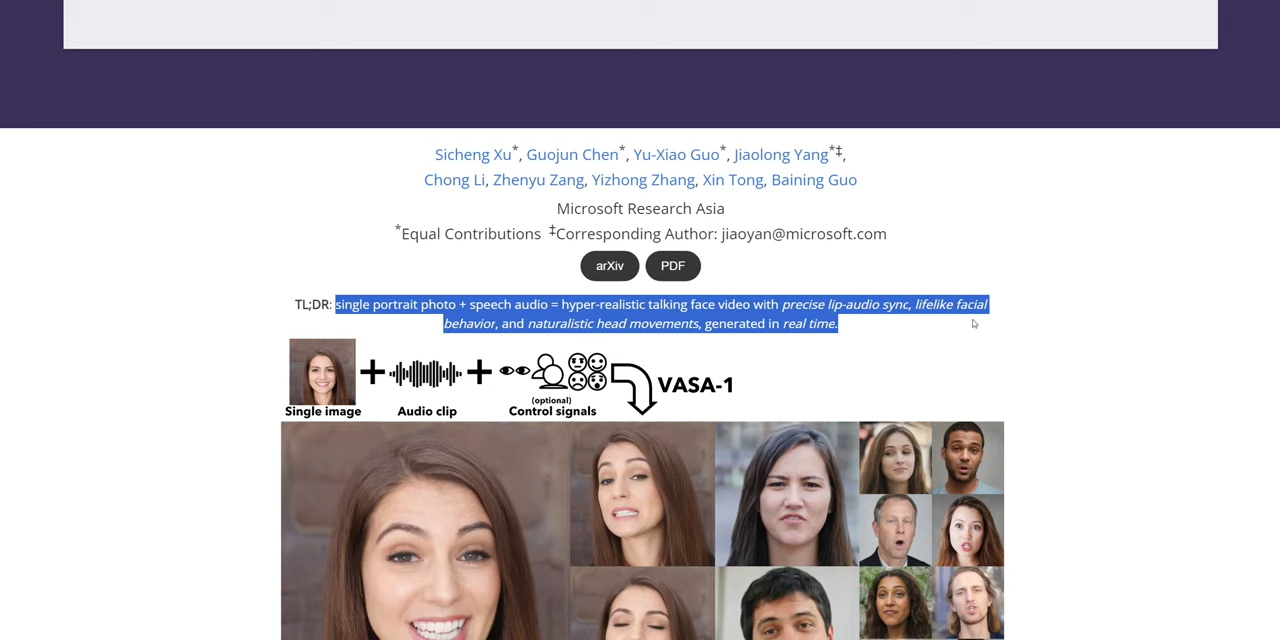 Sicheng Xu*, Guojun Chen*, Yu-Xiao Guo*, Jiaolong Yang*‡,
Chong Li, Zhenyu Zang, Yizhong Zhang, Xin Tong, Baining Guo
Microsoft Research Asia
*Equal Contributions ‡Corresponding Author: jiaoyan@microsoft.com
arXiv PDF
TL;DR: single portrait photo + speech audio = hyper-realistic talking face video with precise lip-audio sync, lifelike facial
behavior, and naturalistic head movements, generated in real time.
VASA-1
(optional)
Single image Audio clip Control signals